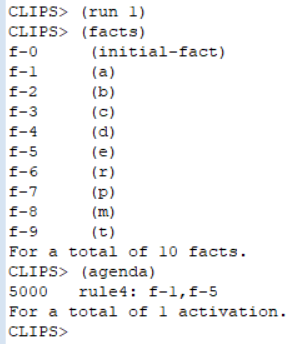 CLIPS> (run 1)
CLIPS> (facts)
f-0     (initial-fact)
f-1     (a)
f-2     (b)
f-3     (c)
f-4     (d)
f-5     (e)
f-6     (r)
f-7     (p)
f-8     (m)
f-9     (t)
For a total of 10 facts.
CLIPS> (agenda)
5000   rule4: f-1,f-5
For a total of 1 activation.
CLIPS>